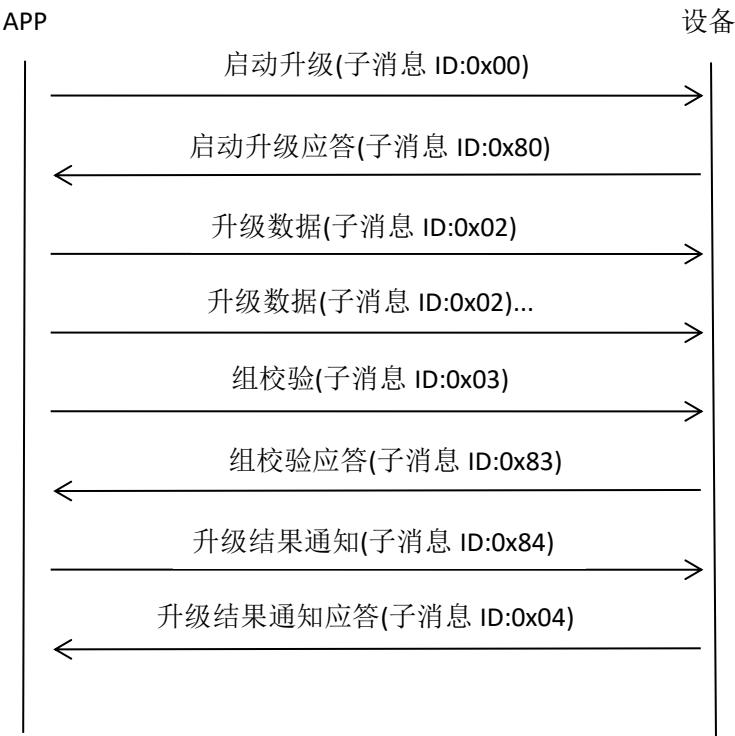 APP 设备
启动升级(子消息 ID:0x00)
启动升级应答(子消息 ID:0x80)
升级数据(子消息 ID:0x02)
升级数据(子消息 ID:0x02)...
组校验(子消息 ID:0x03)
组校验应答(子消息 ID:0x83)
升级结果通知(子消息 ID:0x84)
升级结果通知应答(子消息 ID:0x04)